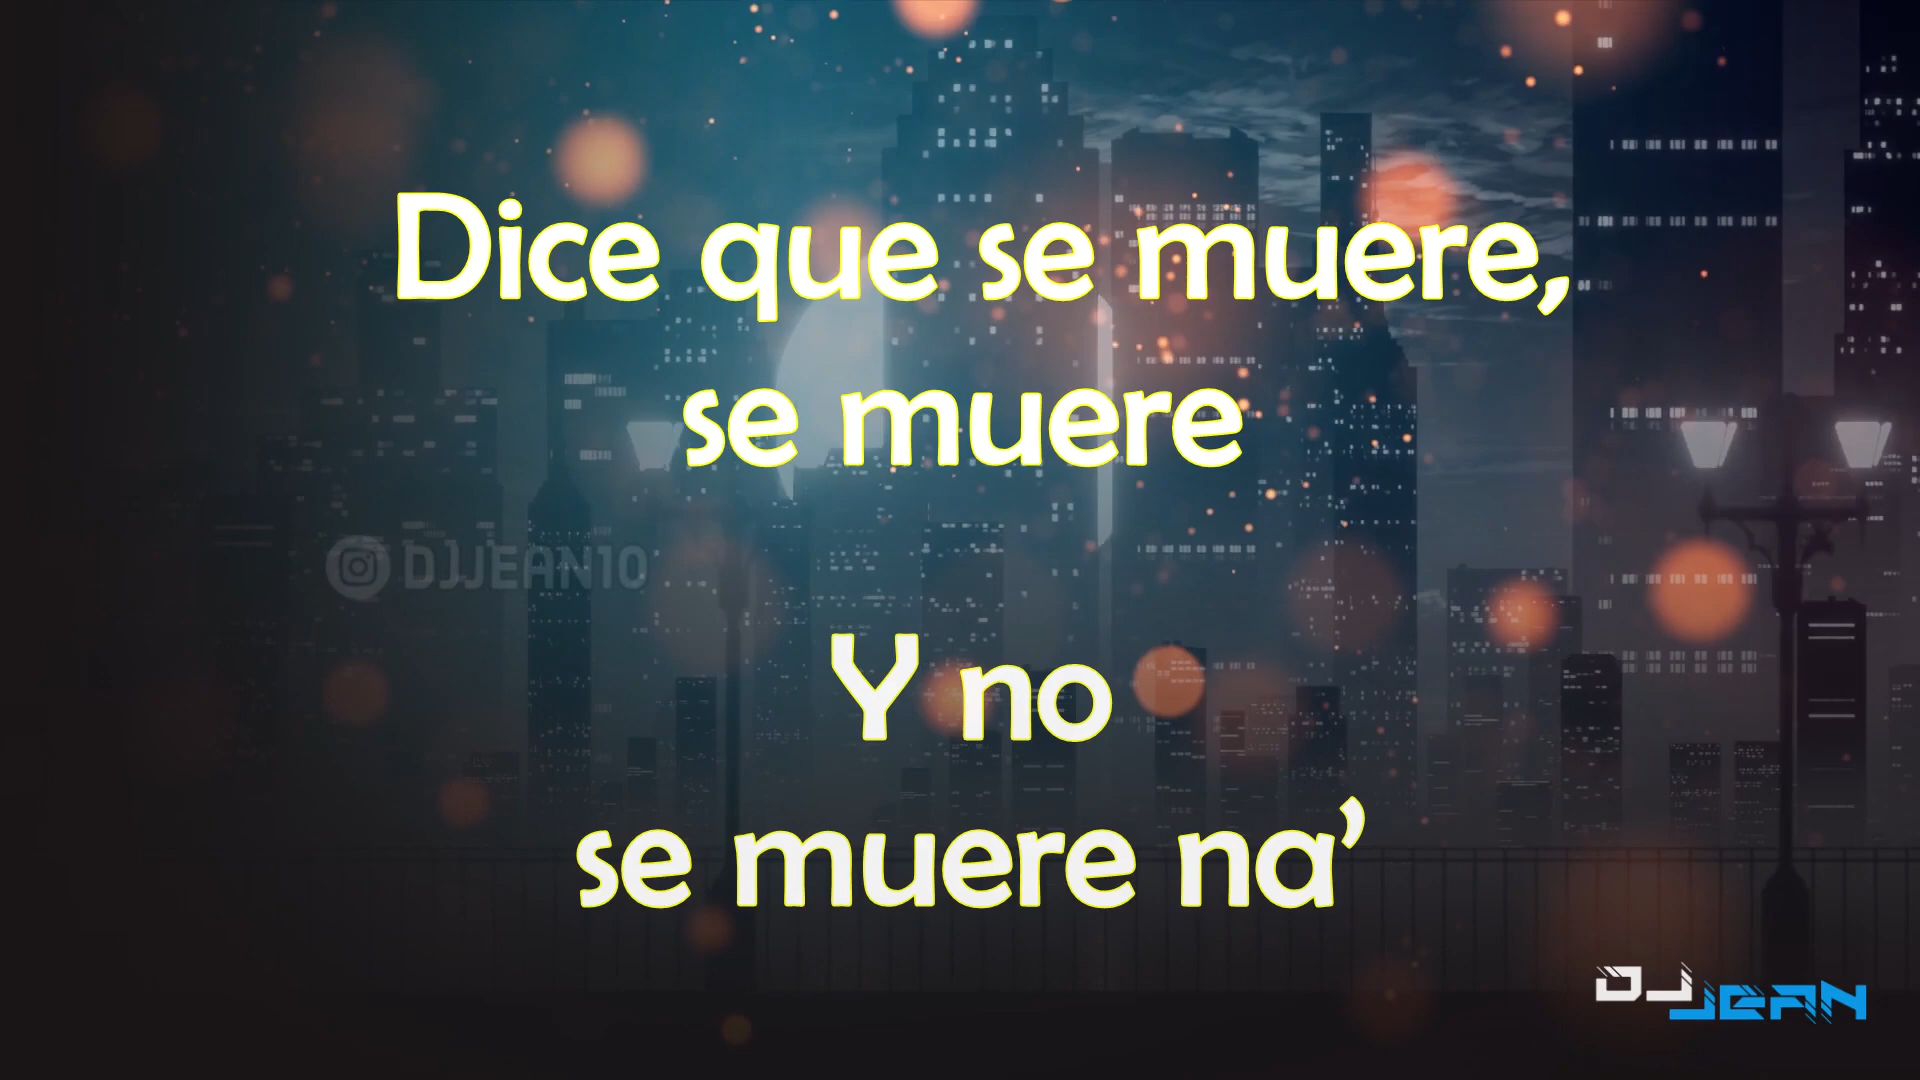 Dice que se muere,
se muere
DJJEAN10
Y no
se muere na’
DJ JEAN